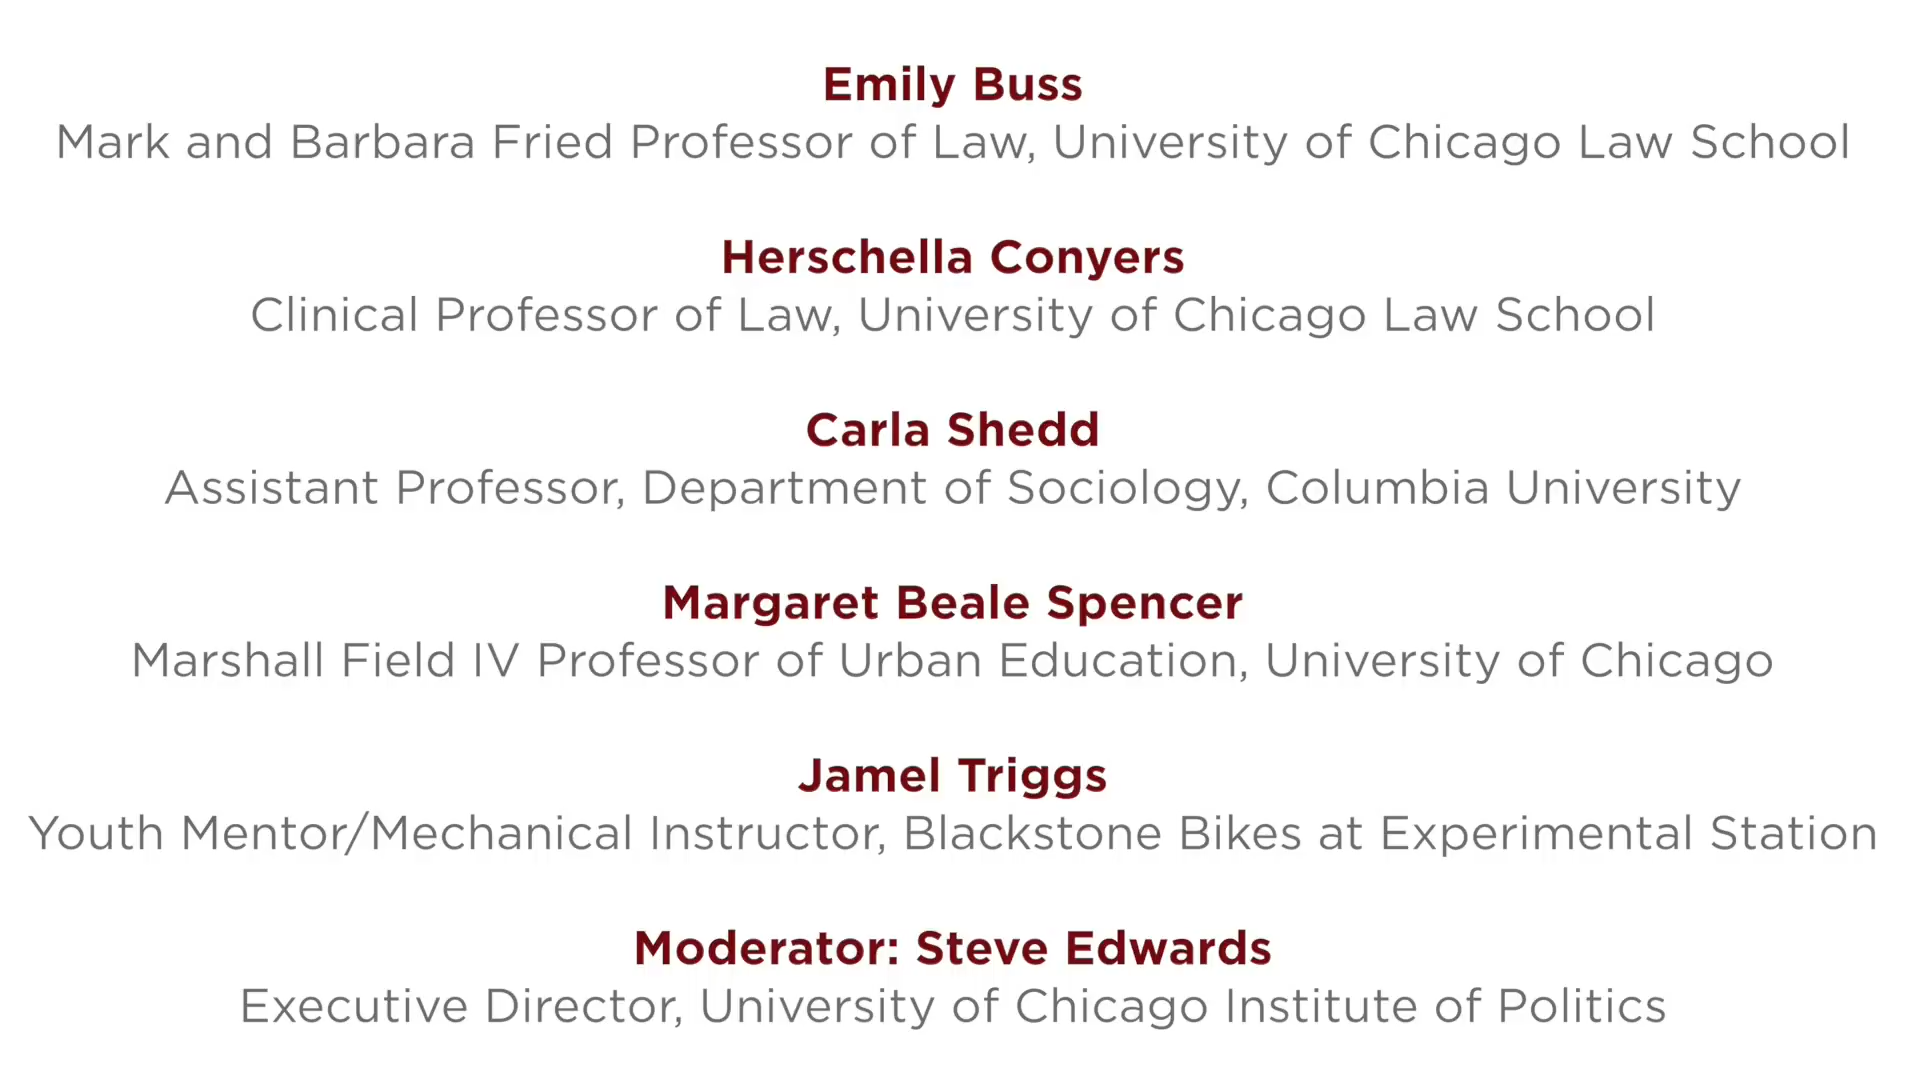 Emily Buss
Mark and Barbara Fried Professor of Law, University of Chicago Law School
Herschella Conyers
Clinical Professor of Law, University of Chicago Law School
Carla Shedd
Assistant Professor, Department of Sociology, Columbia University
Margaret Beale Spencer
Marshall Field IV Professor of Urban Education, University of Chicago
Jamel Triggs
Youth Mentor/Mechanical Instructor, Blackstone Bikes at Experimental Station
Moderator: Steve Edwards
Executive Director, University of Chicago Institute of Politics